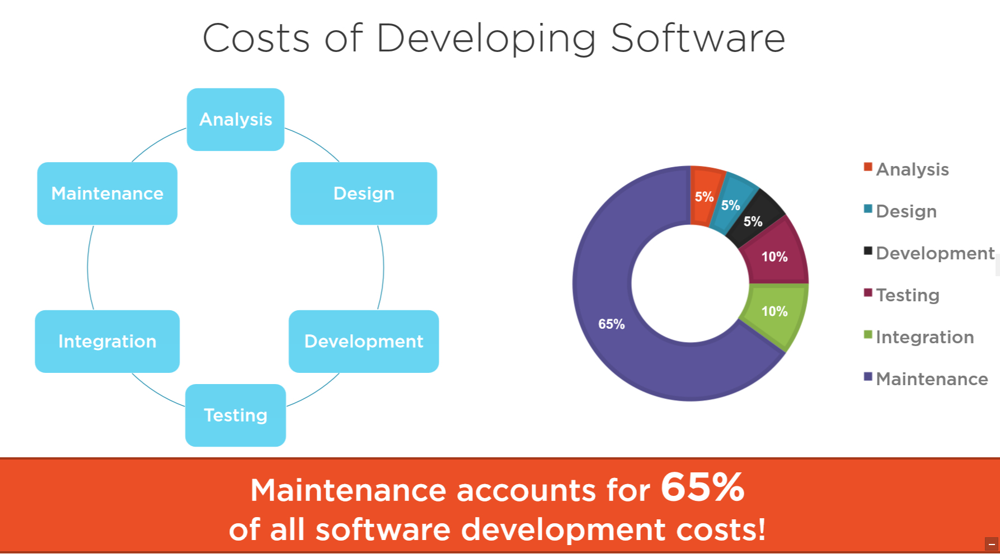 Costs of Developing Software
Analysis
Maintenance
Design
Integration
Development
Testing
5%
5%
5%
10%
10%
65%
Analysis
Design
Development
Testing
Integration
Maintenance
Maintenance accounts for 65%
of all software development costs!